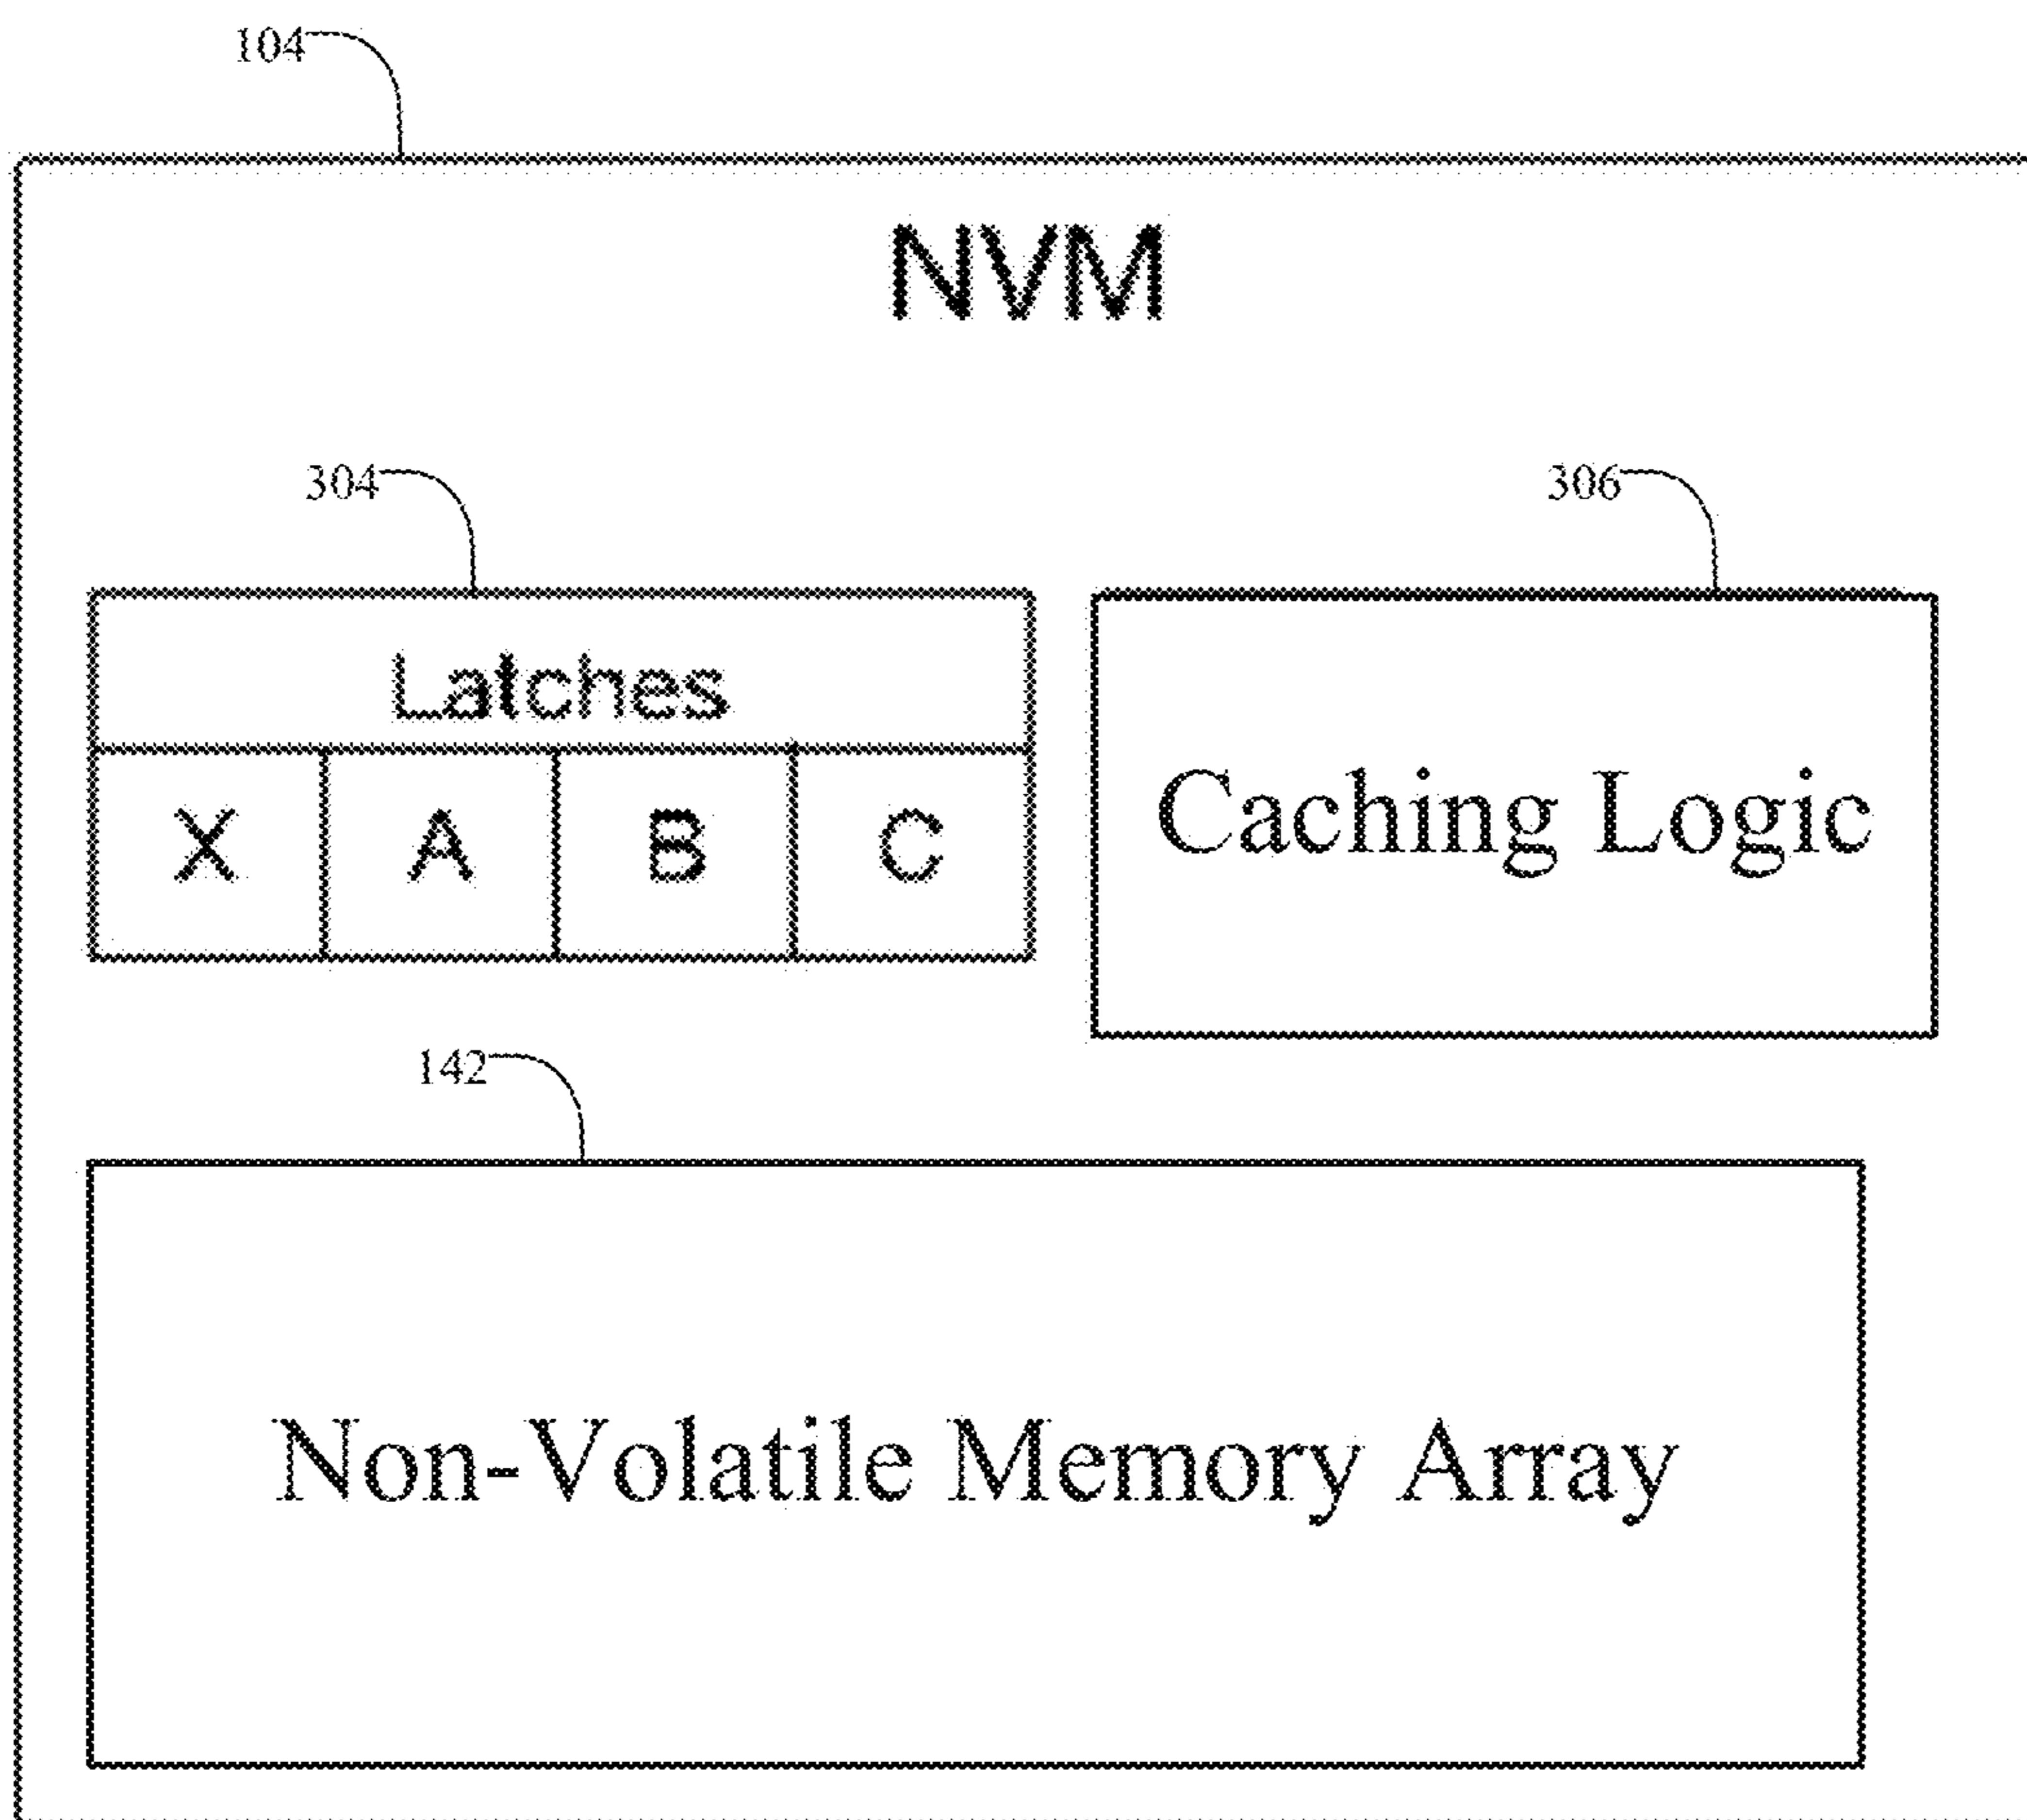 104
NVM
304
306
Latches
X A B C
Caching Logic
142
Non-Volatile Memory Array